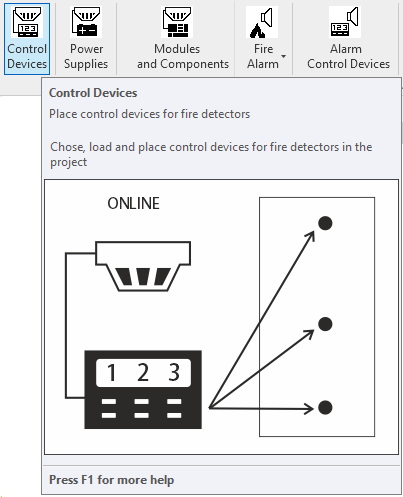 Control
Devices
Power
Supplies
Modules
and Components
Fire
Alarm
Alarm
Control Devices
Control Devices
Place control devices for fire detectors
Chose, load and place control devices for fire detectors in the
project
ONLINE
1 2 3
Press F1 for more help